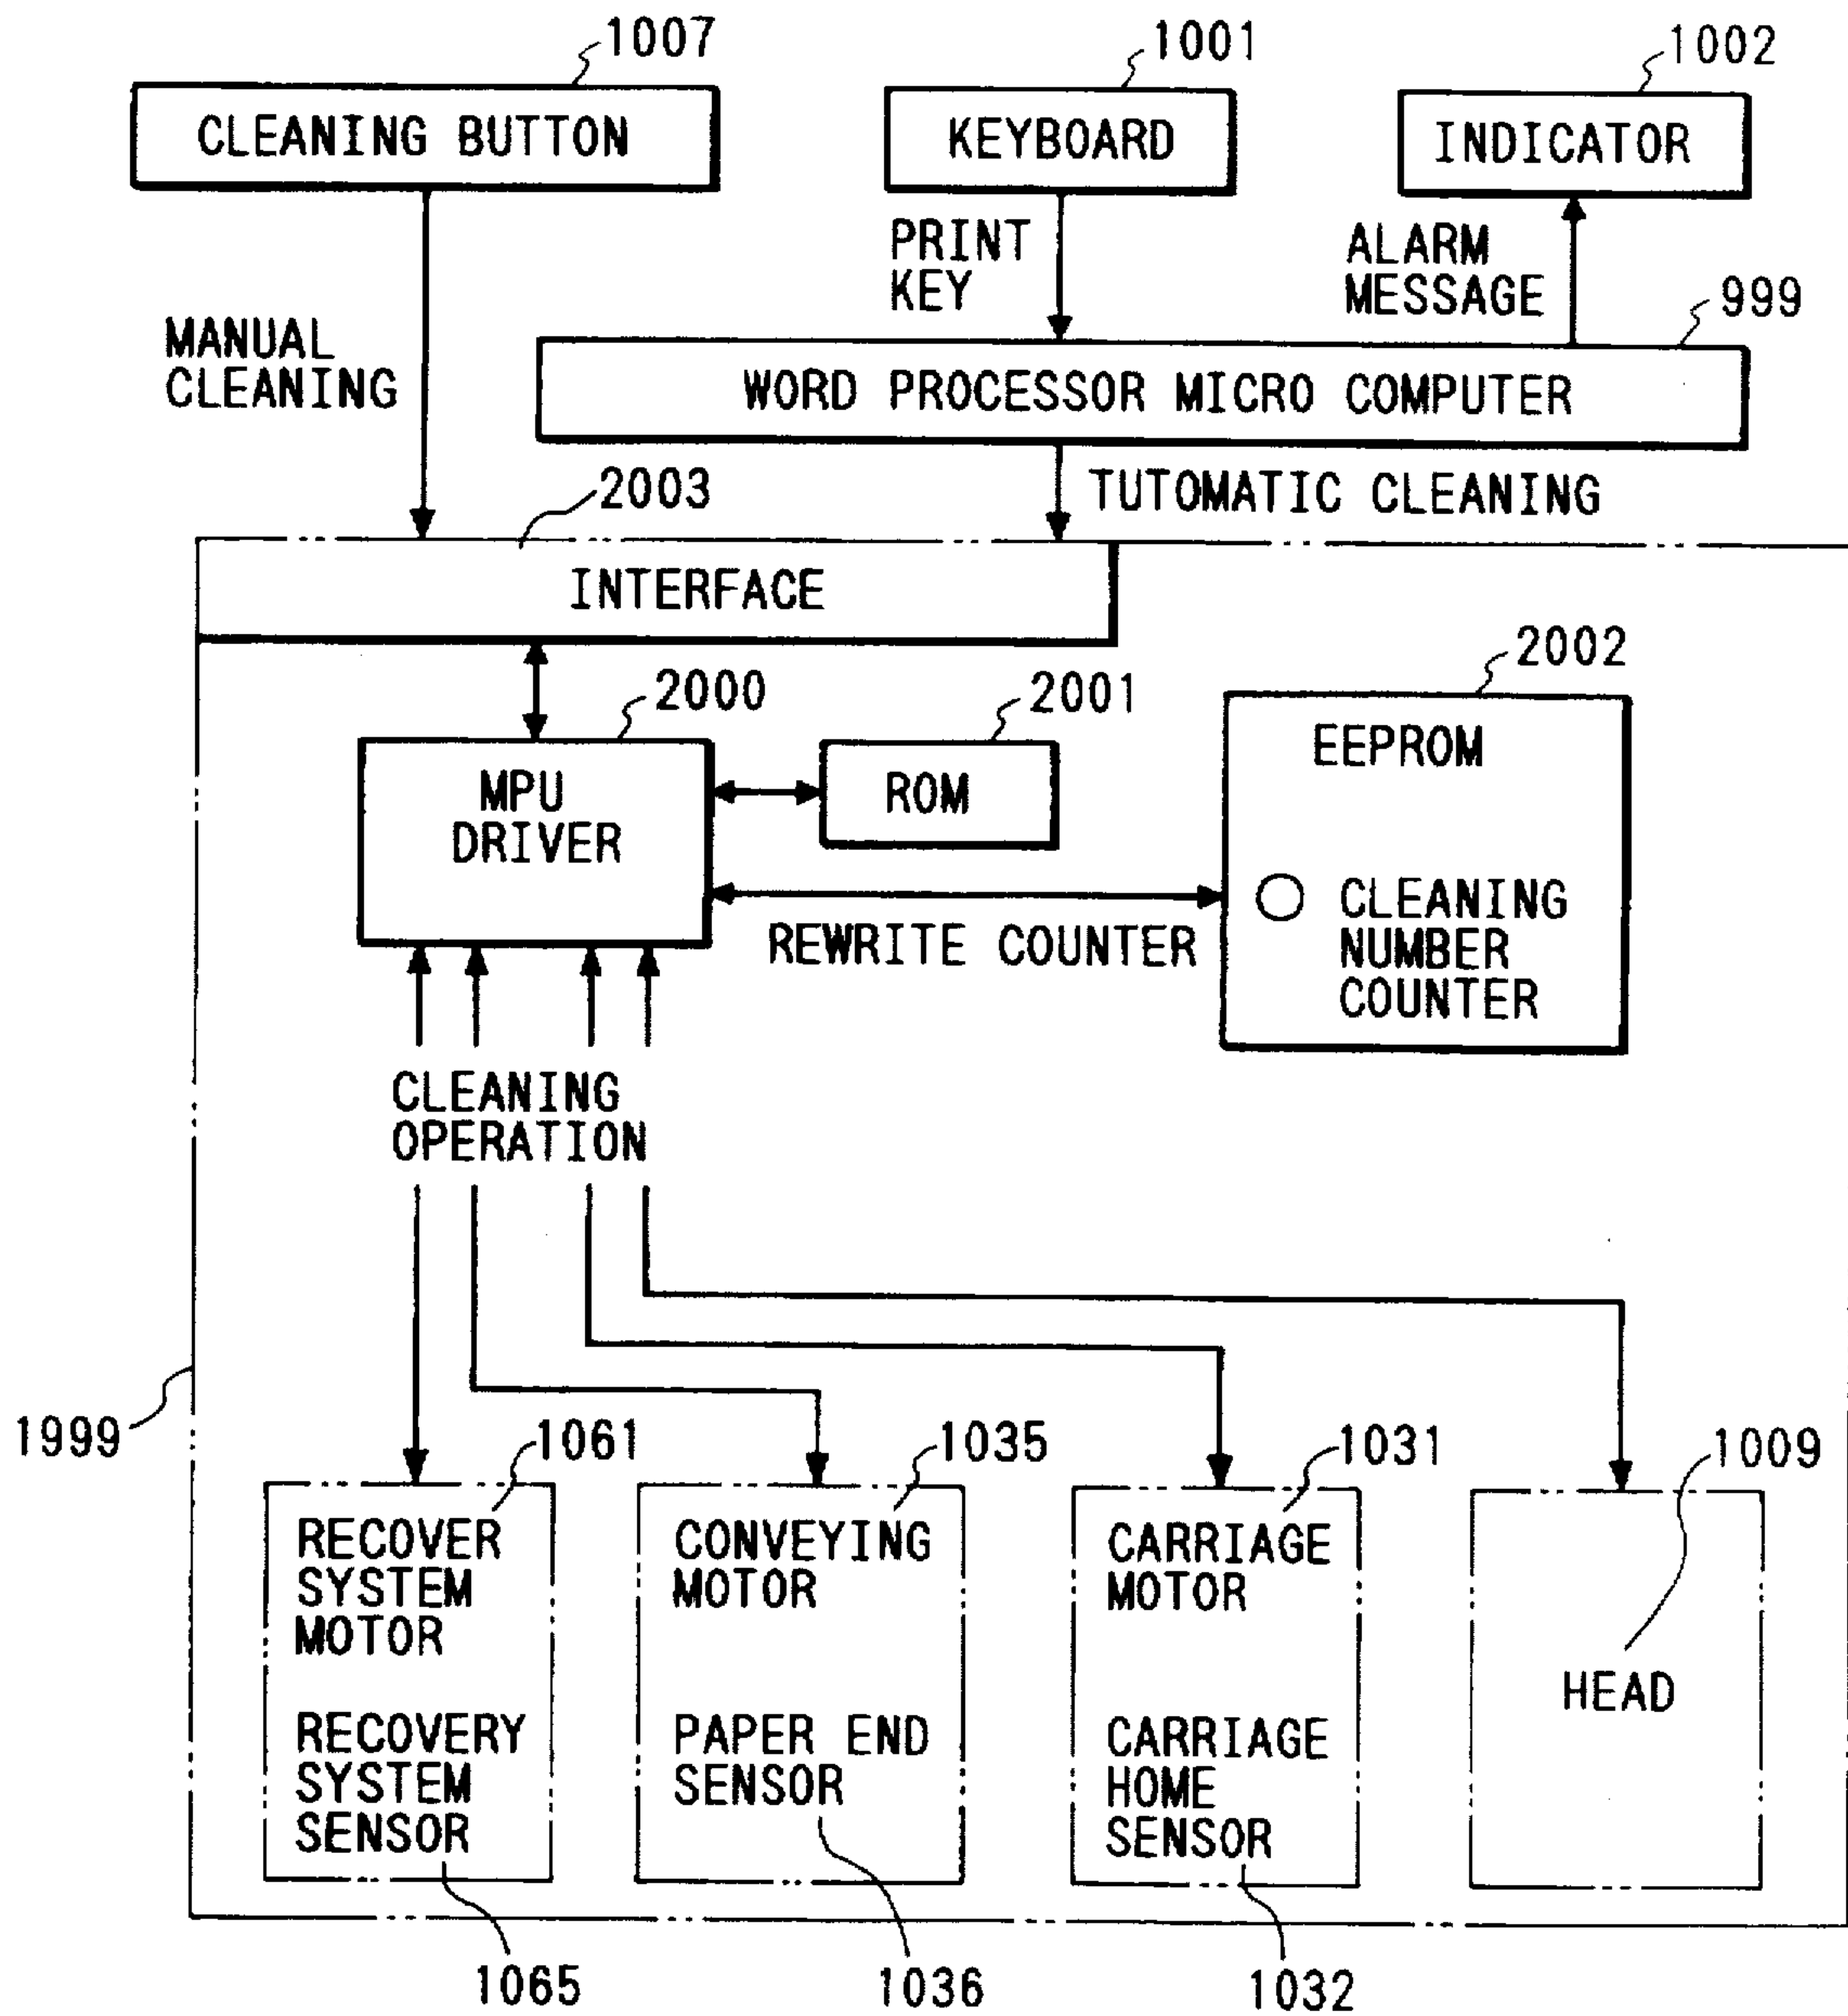 1007
1001
1002
CLEANING BUTTON
KEYBOARD
INDICATOR
PRINT
KEY
ALARM
MESSAGE
999
MANUAL
CLEANING
WORD PROCESSOR MICRO COMPUTER
2003
TUTOMATIC CLEANING
INTERFACE
2002
2000
2001
EEPROM
MPU
DRIVER
ROM
CLEANING
NUMBER
COUNTER
REWRITE COUNTER
CLEANING
OPERATION
1999
1061
1035
1031
1009
RECOVER
SYSTEM
MOTOR
CONVEYING
MOTOR
CARRIAGE
MOTOR
HEAD
RECOVERY
SYSTEM
SENSOR
PAPER END
SENSOR
CARRIAGE
HOME
SENSOR
1065
1036
1032